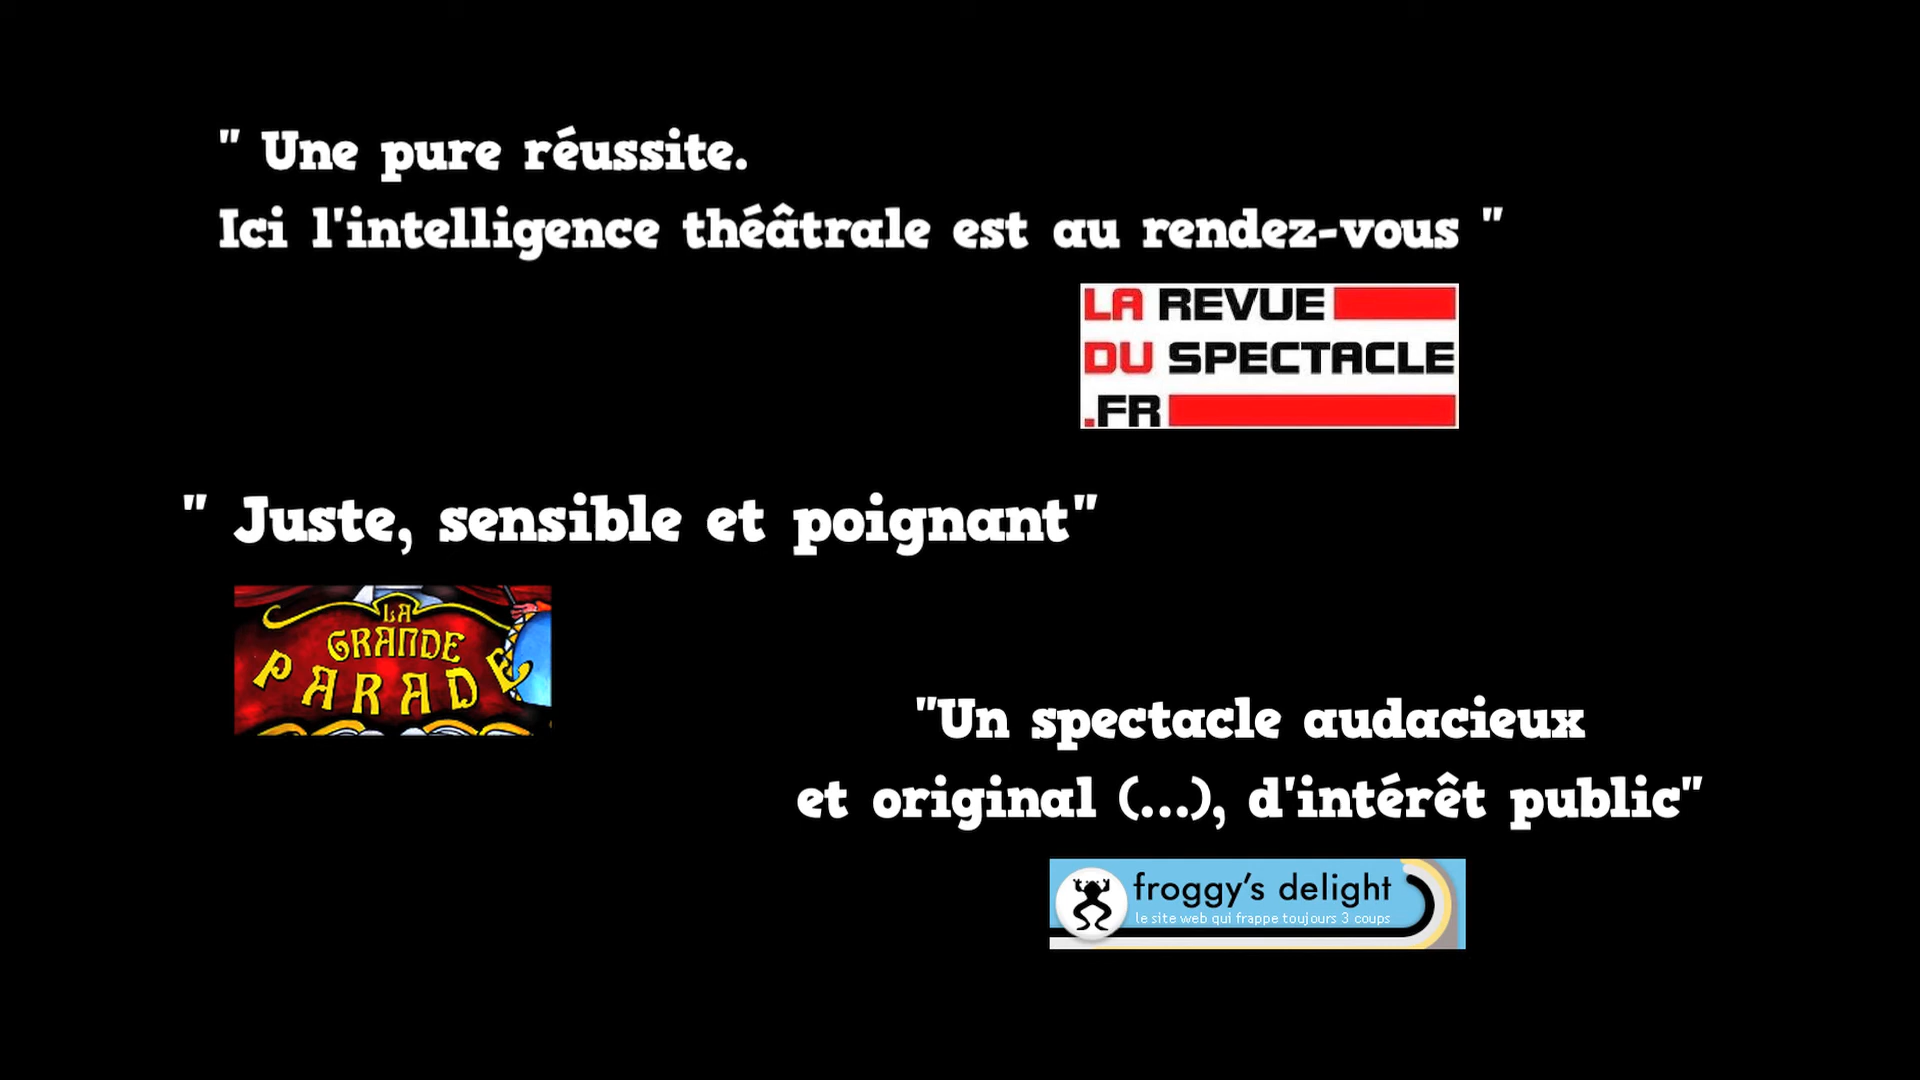 " Une pure réussite.
Ici l'intelligence théâtrale est au rendez-vous "
LA REVUE
DU SPECTACLE
.FR
" Juste, sensible et poignant"
LA
GRANDE
PARADE
"Un spectacle audacieux
et original (...), d'intérêt public"
froggy's delight
le site web qui frappe toujours 3 coups